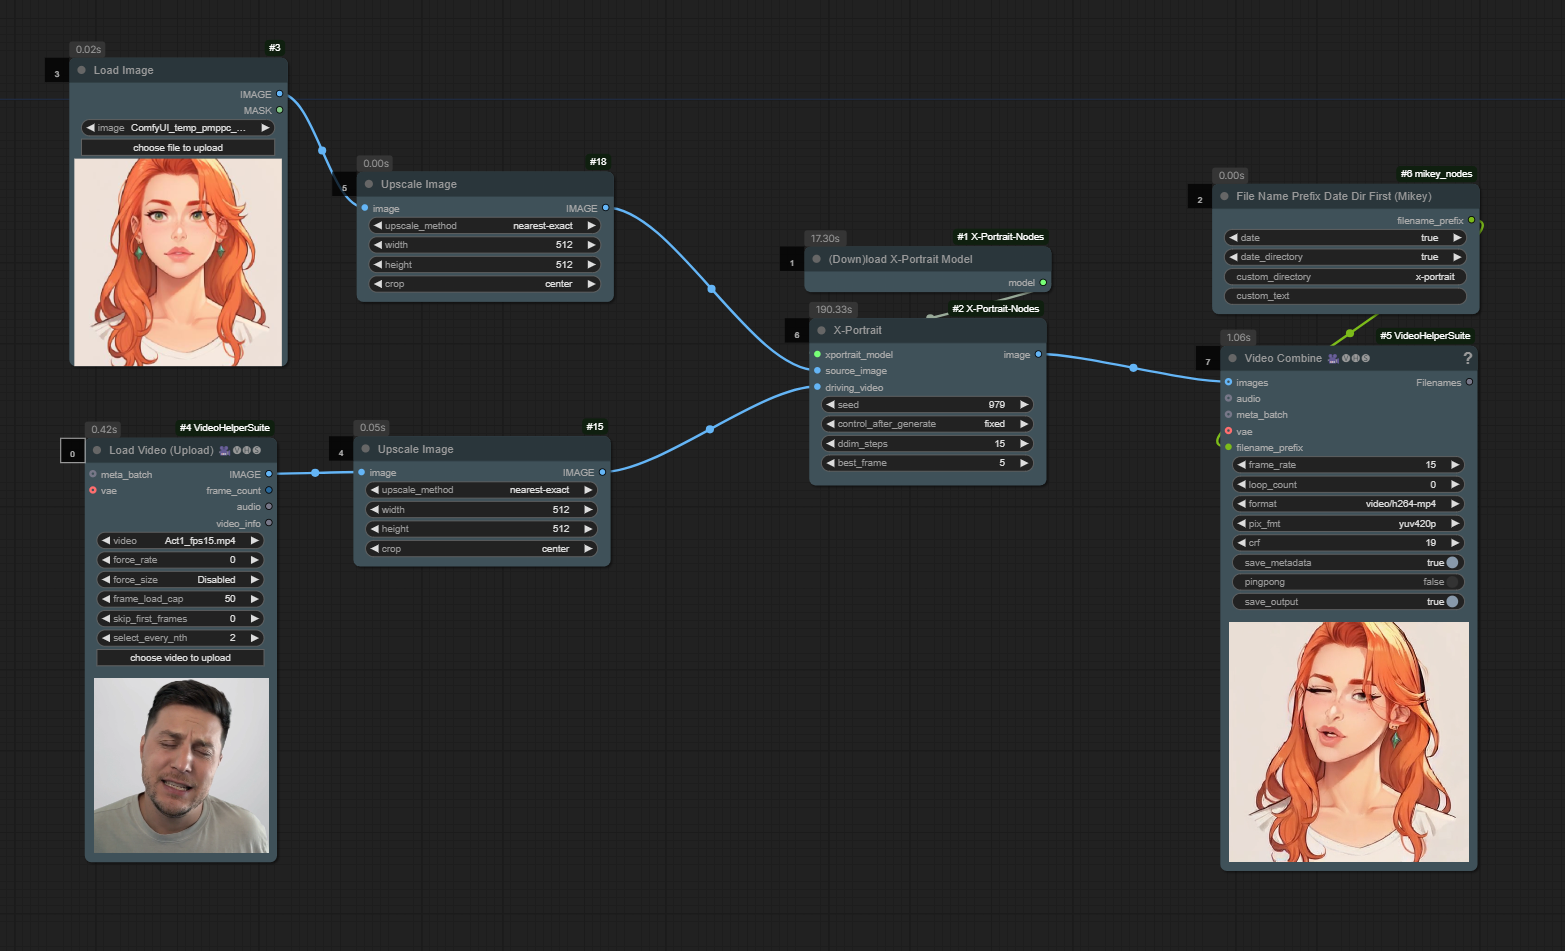 0.02s
#3
3
Load Image
IMAGE
MASK
image ComfyUI_temp_pmppc_...
choose file to upload
0.00s
#18
5
Upscale Image
image IMAGE
upscale_method nearest-exact
width 512
height 512
crop center
0.42s
#4 VideoHelperSuite
0
Load Video (Upload) VHS
meta_batch IMAGE
vae frame_count
audio
video_info
video Act1_fps15.mp4
force_rate 0
force_size Disabled
frame_load_cap 50
skip_first_frames 0
select_every_nth 2
choose video to upload
0.05s
#15
4
Upscale Image
image IMAGE
upscale_method nearest-exact
width 512
height 512
crop center
17.30s
#1 X-Portrait-Nodes
1
(Down)load X-Portrait Model
model
190.33s
#2 X-Portrait-Nodes
6
X-Portrait
xportrait_model image
source_image
driving_video
seed 979
control_after_generate fixed
ddim_steps 15
best_frame 5
0.00s
#6 mikey_nodes
2
File Name Prefix Date Dir First (Mikey)
filename_prefix
date true
date_directory true
custom_directory x-portrait
custom_text
1.06s
#5 VideoHelperSuite
7
Video Combine VHS ?
images Filenames
audio
meta_batch
vae
filename_prefix
frame_rate 15
loop_count 0
format video/h264-mp4
pix_fmt yuv420p
crf 19
save_metadata true
pingpong false
save_output true